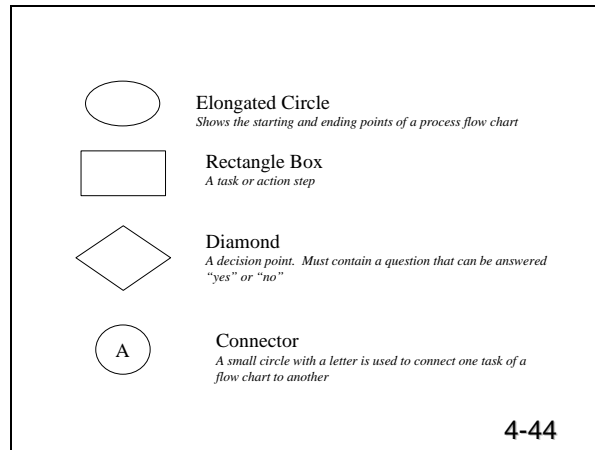 Elongated Circle
Shows the starting and ending points of a process flow chart
Rectangle Box
A task or action step
Diamond
A decision point.  Must contain a question that can be answered
“yes” or “no”
A
Connector
A small circle with a letter is used to connect one task of a
flow chart to another
4-44